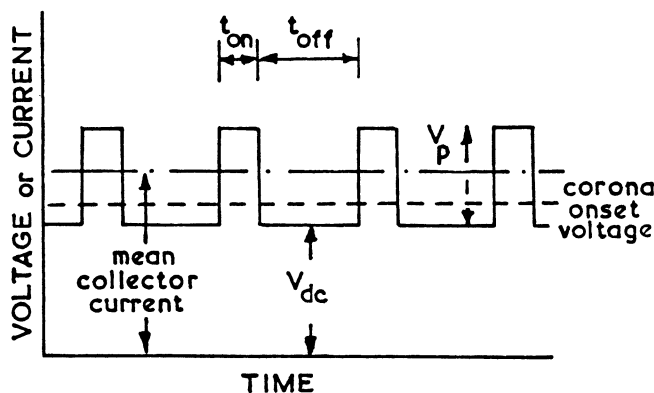 VOLTAGE or CURRENT
t_on
t_off
V_p
corona
onset
voltage
mean
collector
current
V_dc
TIME